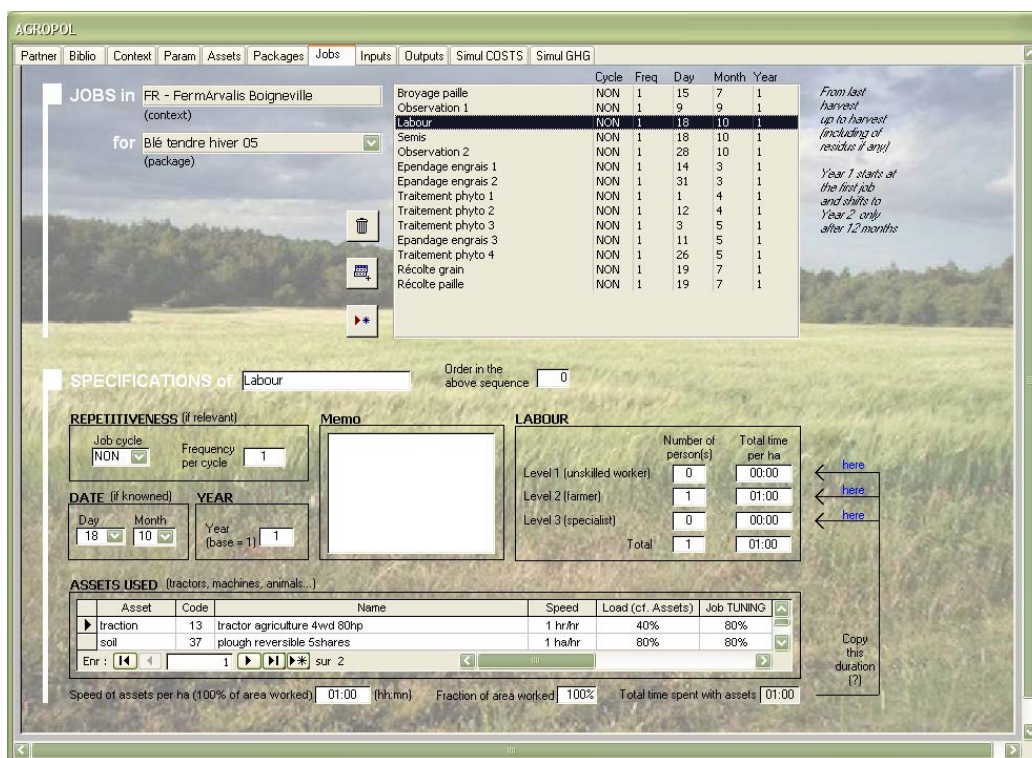 AGROPOL
Partner Biblio Context Param Assets Packages Jobs Inputs Outputs Simul COSTS Simul GHG
JOBS in FR - FermArvalis Boigneville
(context)
for Blé tendre hiver 05
(package)
Cycle Freq Day Month Year
Broyage paille NON 1 15 7 1
Observation 1 NON 1 9 9 1
Labour NON 1 18 10 1
Semis NON 1 18 10 1
Observation 2 NON 1 28 10 1
Ependage engrais 1 NON 1 14 3 1
Epandage engrais 2 NON 1 31 3 1
Traitement phyto 1 NON 1 1 4 1
Traitement phyto 2 NON 1 12 4 1
Traitement phyto 3 NON 1 3 5 1
Epandage engrais 3 NON 1 11 5 1
Traitement phyto 4 NON 1 26 5 1
Récolte grain NON 1 19 7 1
Récolte paille NON 1 19 7 1
From last
harvest
up to harvest
(including of
residus if any)
Year 1 starts at
the first job
and shifts to
Year 2 only
after 12 months
SPECIFICATIONS of Labour
Order in the
above sequence 0
REPETITIVENESS (if relevant)
Job cycle
NON
Frequency
per cycle 1
DATE (if knowned)
Day Month
18 10
YEAR
Year
(base = 1) 1
Memo
LABOUR
Number of
person(s)
Total time
per ha
Level 1 (unskilled worker) 0 00:00 here
Level 2 (farmer) 1 01:00 here
Level 3 (specialist) 0 00:00 here
Total 1 01:00
ASSETS USED (tractors, machines, animals...)
Asset Code Name Speed Load (cf. Assets) Job TUNING
traction 13 tractor agriculture 4wd 80hp 1 hr/hr 40% 80%
soil 37 plough reversible 5shares 1 ha/hr 80% 80%
Enr : 1 sur 2
Copy
this
duration
(?)
Speed of assets per ha (100% of area worked) 01:00 (hh:mn) Fraction of area worked 100% Total time spent with assets 01:00